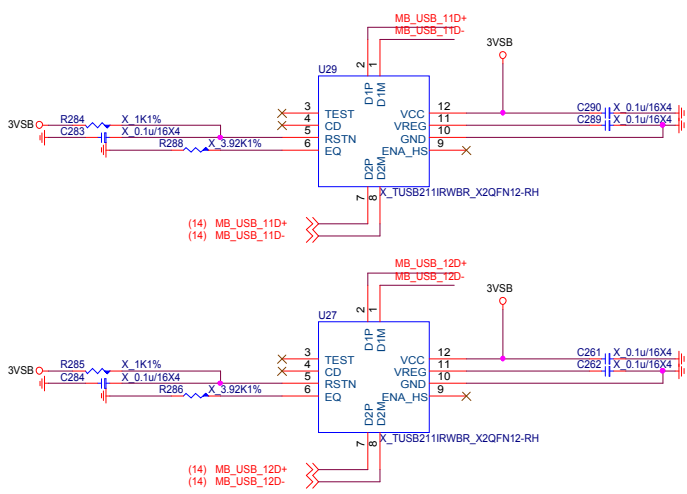 MB_USB_11D+
MB_USB_11D-
3VSB
U29
2 1
D1P D1M
3 TEST VCC 12 C290 X_0.1u/16X4
4 CD VREG 11 C289 X_0.1u/16X4
3VSB R284 X_1K1%
5 RSTN GND 10
C283 X_0.1u/16X4
6 EQ ENA_HS 9
R288 X_3.92K1%
D2P D2M
7 8
X_TUSB211IRWBR_X2QFN12-RH
(14) MB_USB_11D+
(14) MB_USB_11D-
MB_USB_12D+
MB_USB_12D-
3VSB
U27
2 1
D1P D1M
3 TEST VCC 12 C261 X_0.1u/16X4
4 CD VREG 11 C262 X_0.1u/16X4
3VSB R285 X_1K1%
5 RSTN GND 10
C284 X_0.1u/16X4
6 EQ ENA_HS 9
R286 X_3.92K1%
D2P D2M
7 8
X_TUSB211IRWBR_X2QFN12-RH
(14) MB_USB_12D+
(14) MB_USB_12D-